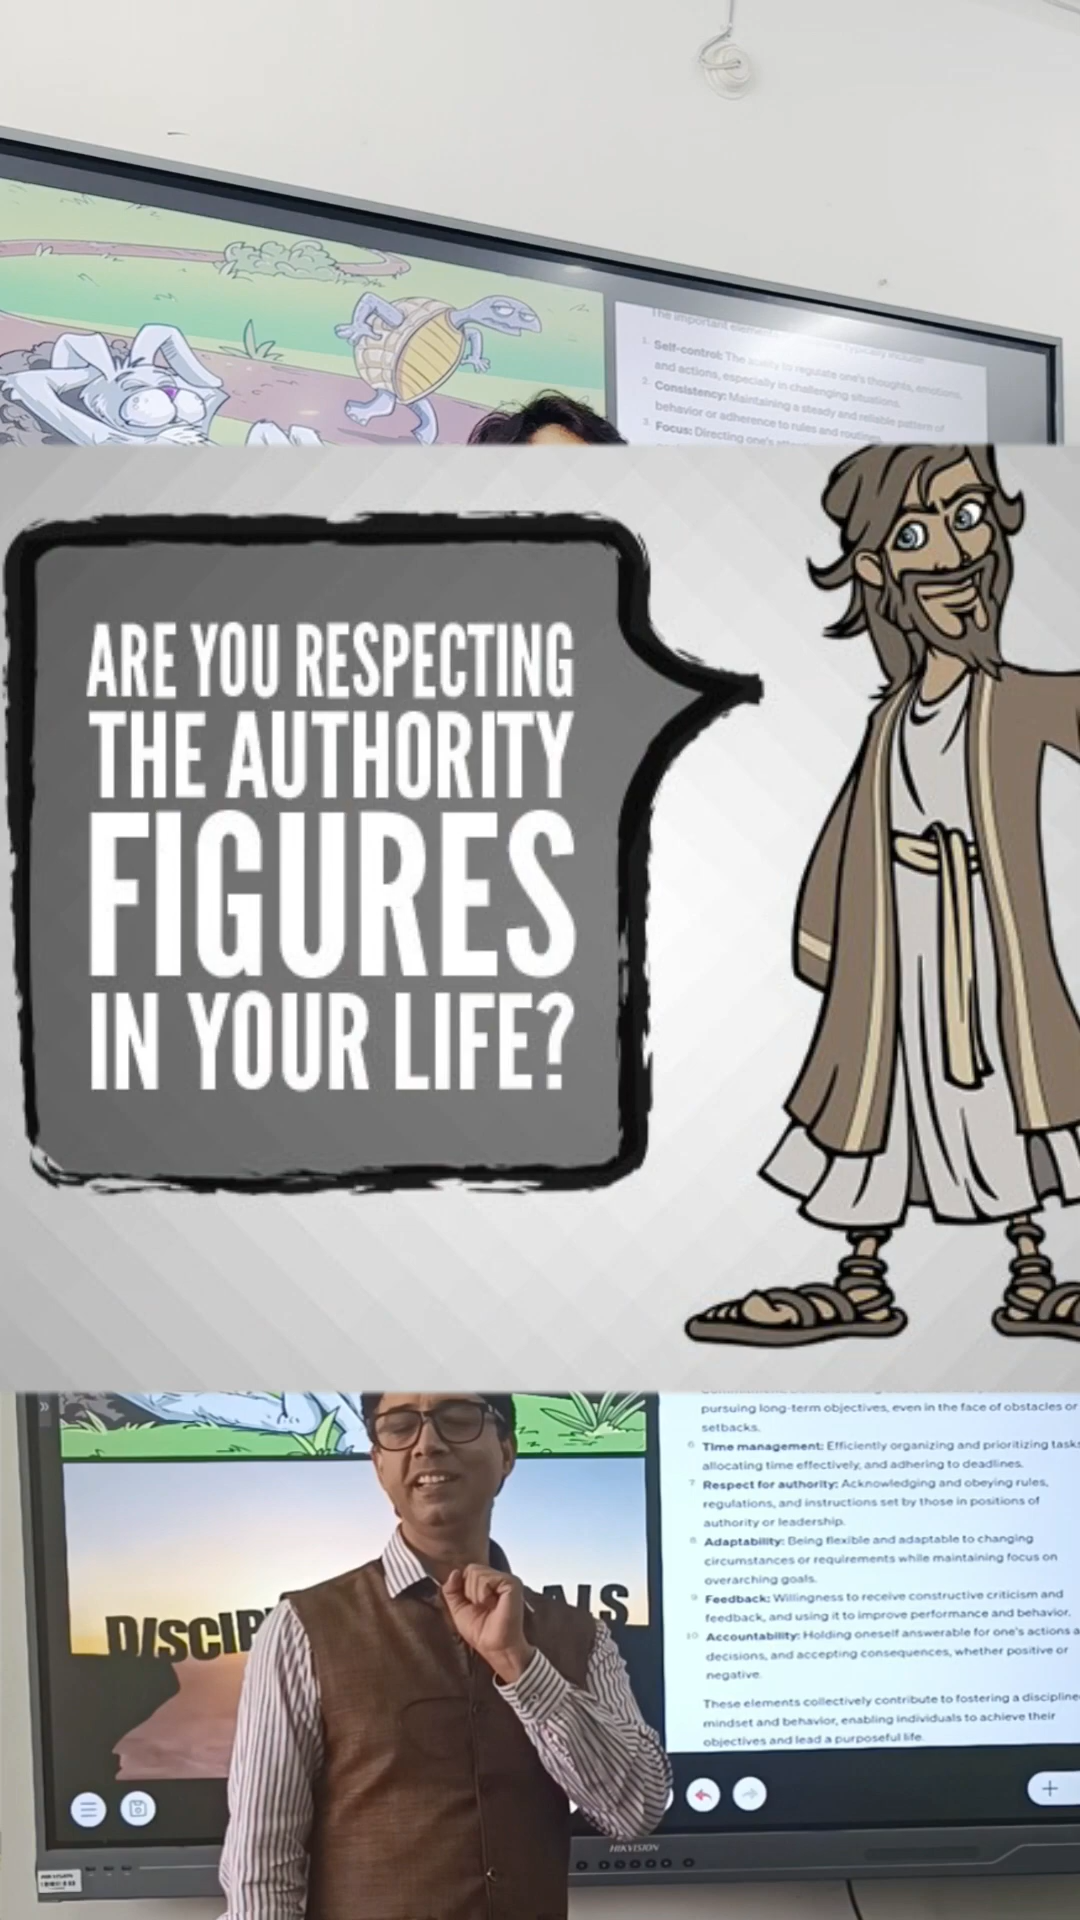 The important elements
1. Self-control: The ability to regulate one's thoughts, emotions,
and actions, especially in challenging situations.
2. Consistency: Maintaining a steady and reliable pattern of
behavior or adherence to rules and routines.
3. Focus: Directing one's
ARE YOU RESPECTING
THE AUTHORITY
FIGURES
IN YOUR LIFE?
pursuing long-term objectives, even in the face of obstacles or
setbacks.
6 Time management: Efficiently organizing and prioritizing tasks
allocating time effectively, and adhering to deadlines.
7 Respect for authority: Acknowledging and obeying rules,
regulations, and instructions set by those in positions of
authority or leadership.
8 Adaptability: Being flexible and adaptable to changing
circumstances or requirements while maintaining focus on
overarching goals.
9 Feedback: Willingness to receive constructive criticism and
feedback, and using it to improve performance and behavior.
10 Accountability: Holding oneself answerable for one's actions a
decisions, and accepting consequences, whether positive or
negative.
These elements collectively contribute to fostering a discipline
mindset and behavior, enabling individuals to achieve their
objectives and lead a purposeful life.
DISCIP ALS
HIKVISION